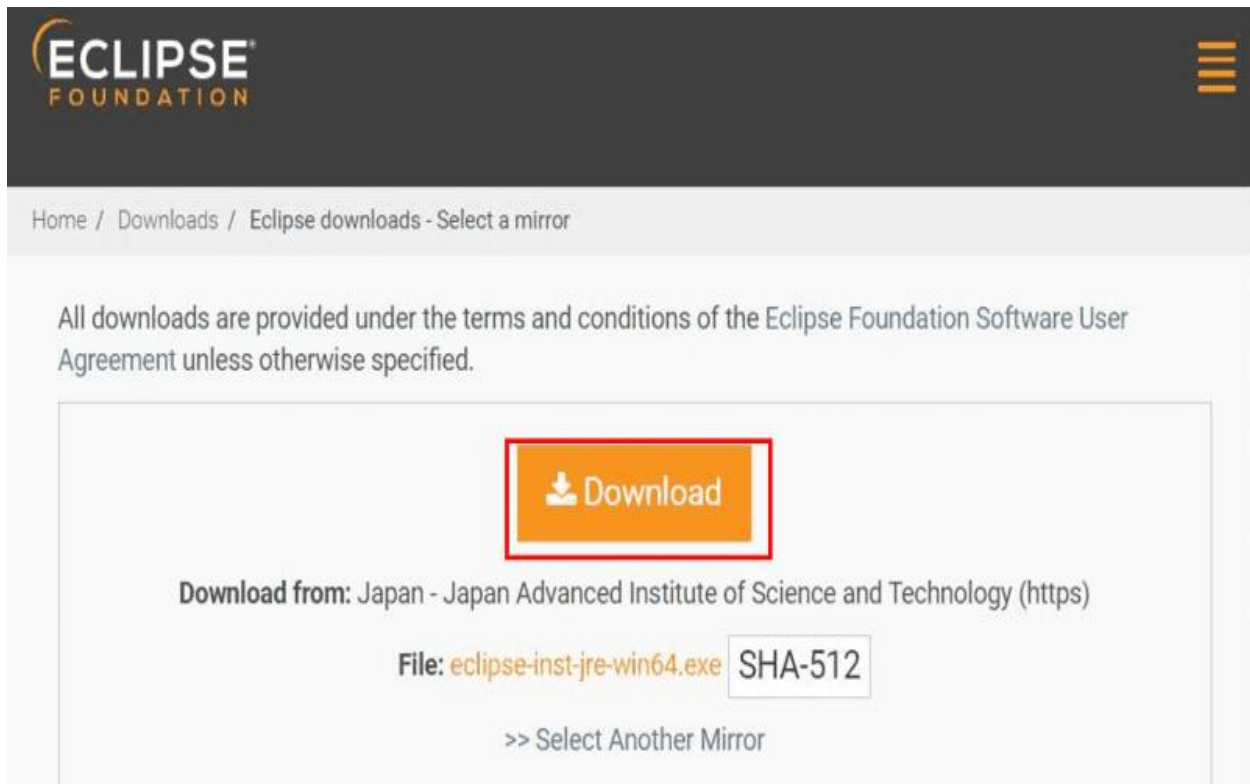 ECLIPSE®
FOUNDATION
Home / Downloads / Eclipse downloads - Select a mirror
All downloads are provided under the terms and conditions of the Eclipse Foundation Software User
Agreement unless otherwise specified.
Download
Download from: Japan - Japan Advanced Institute of Science and Technology (https)
File: eclipse-inst-jre-win64.exe SHA-512
>> Select Another Mirror